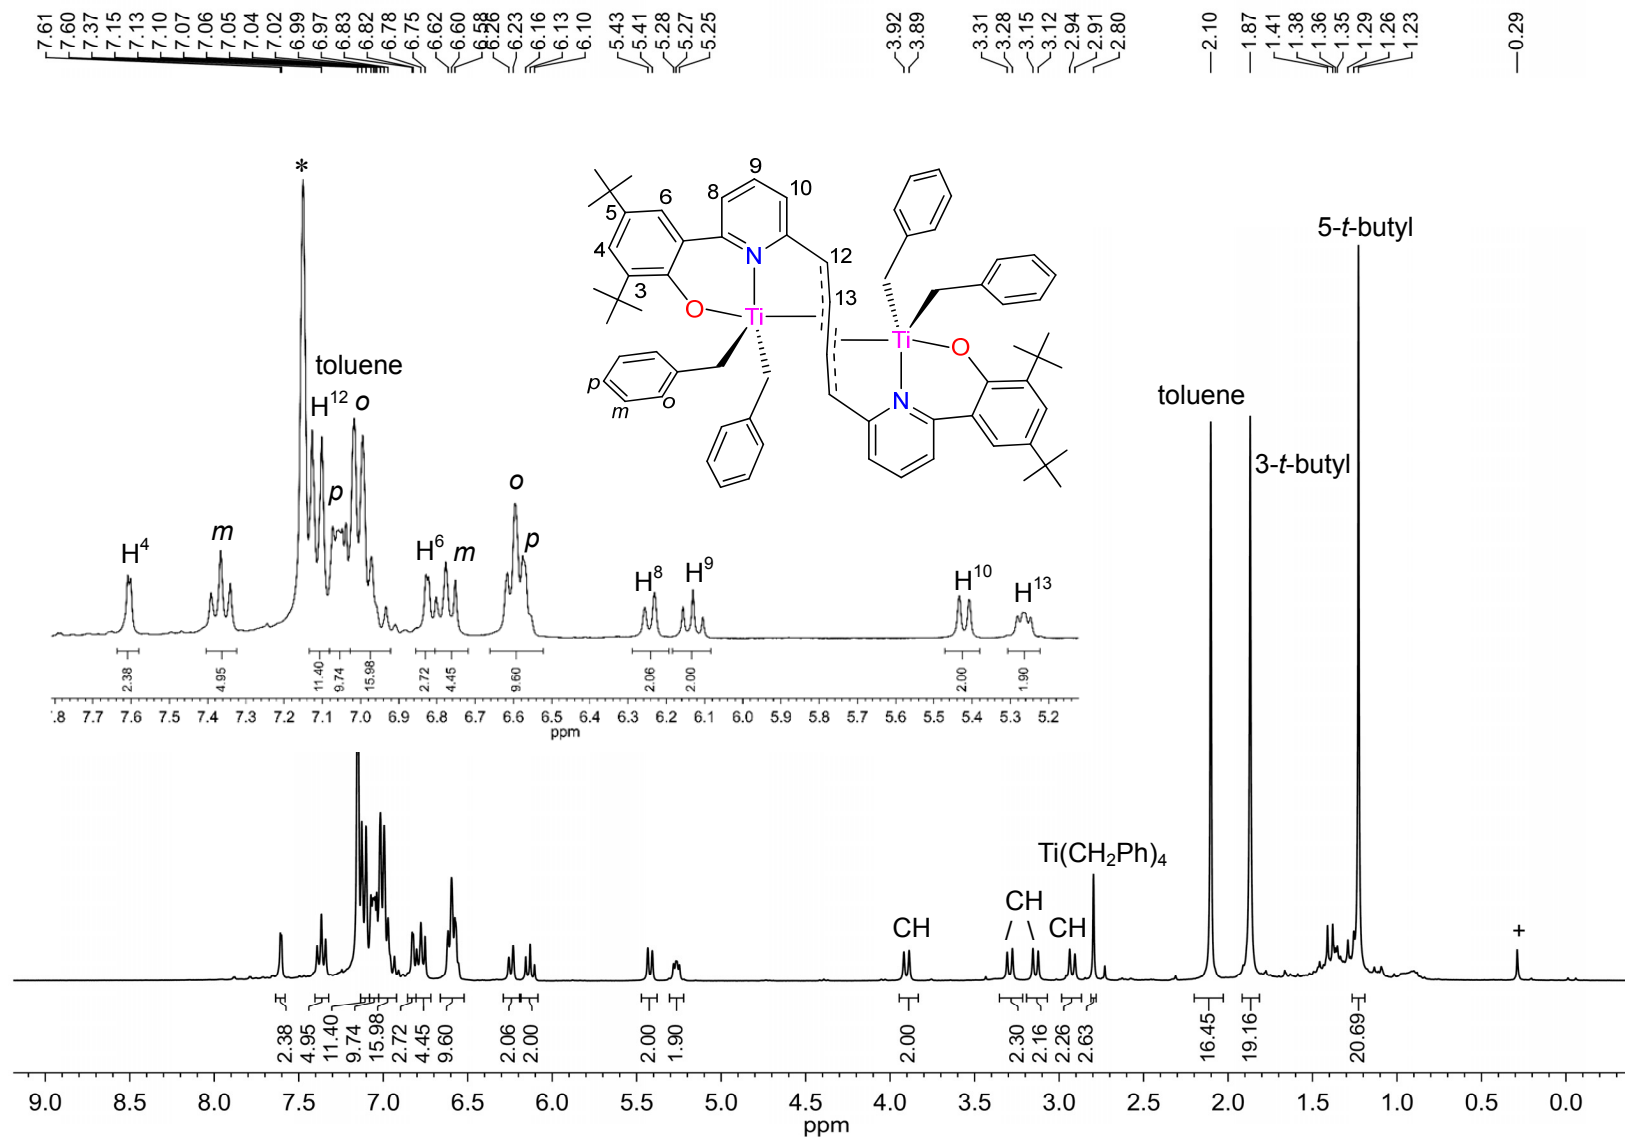 7.61 7.60 7.37 7.15 7.13 7.10 7.07 7.06 7.05 7.04 7.02 6.99 6.97 6.83 6.82 6.78 6.75 6.62 6.60 6.58 6.26 6.23 6.16 6.13 6.10 5.43 5.41 5.28 5.27 5.25 3.92 3.89 3.31 3.28 3.15 3.12 2.94 2.91 2.80 2.10 1.87 1.41 1.38 1.36 1.35 1.29 1.26 1.23 0.29
*
9
8 10
6
5
4
3
N
12
13
O Ti
Ti O
N
p
m
o
5-t-butyl
toluene
3-t-butyl
toluene
H12 o
p
o
p
m
H4
H6 m
H8 H9
H10 H13
2.38 4.95 11.40 9.74 15.98 2.72 4.45 9.60 2.06 2.00 2.00 1.90
.8 7.7 7.6 7.5 7.4 7.3 7.2 7.1 7.0 6.9 6.8 6.7 6.6 6.5 6.4 6.3 6.2 6.1 6.0 5.9 5.8 5.7 5.6 5.5 5.4 5.3 5.2
ppm
Ti(CH2Ph)4
CH
CH CH
+
2.38 4.95 11.40 9.74 15.98 2.72 4.45 9.60 2.06 2.00 2.00 1.90 2.00 2.30 2.16 2.26 2.63 16.45 19.16 20.69
9.0 8.5 8.0 7.5 7.0 6.5 6.0 5.5 5.0 4.5 4.0 3.5 3.0 2.5 2.0 1.5 1.0 0.5 0.0
ppm